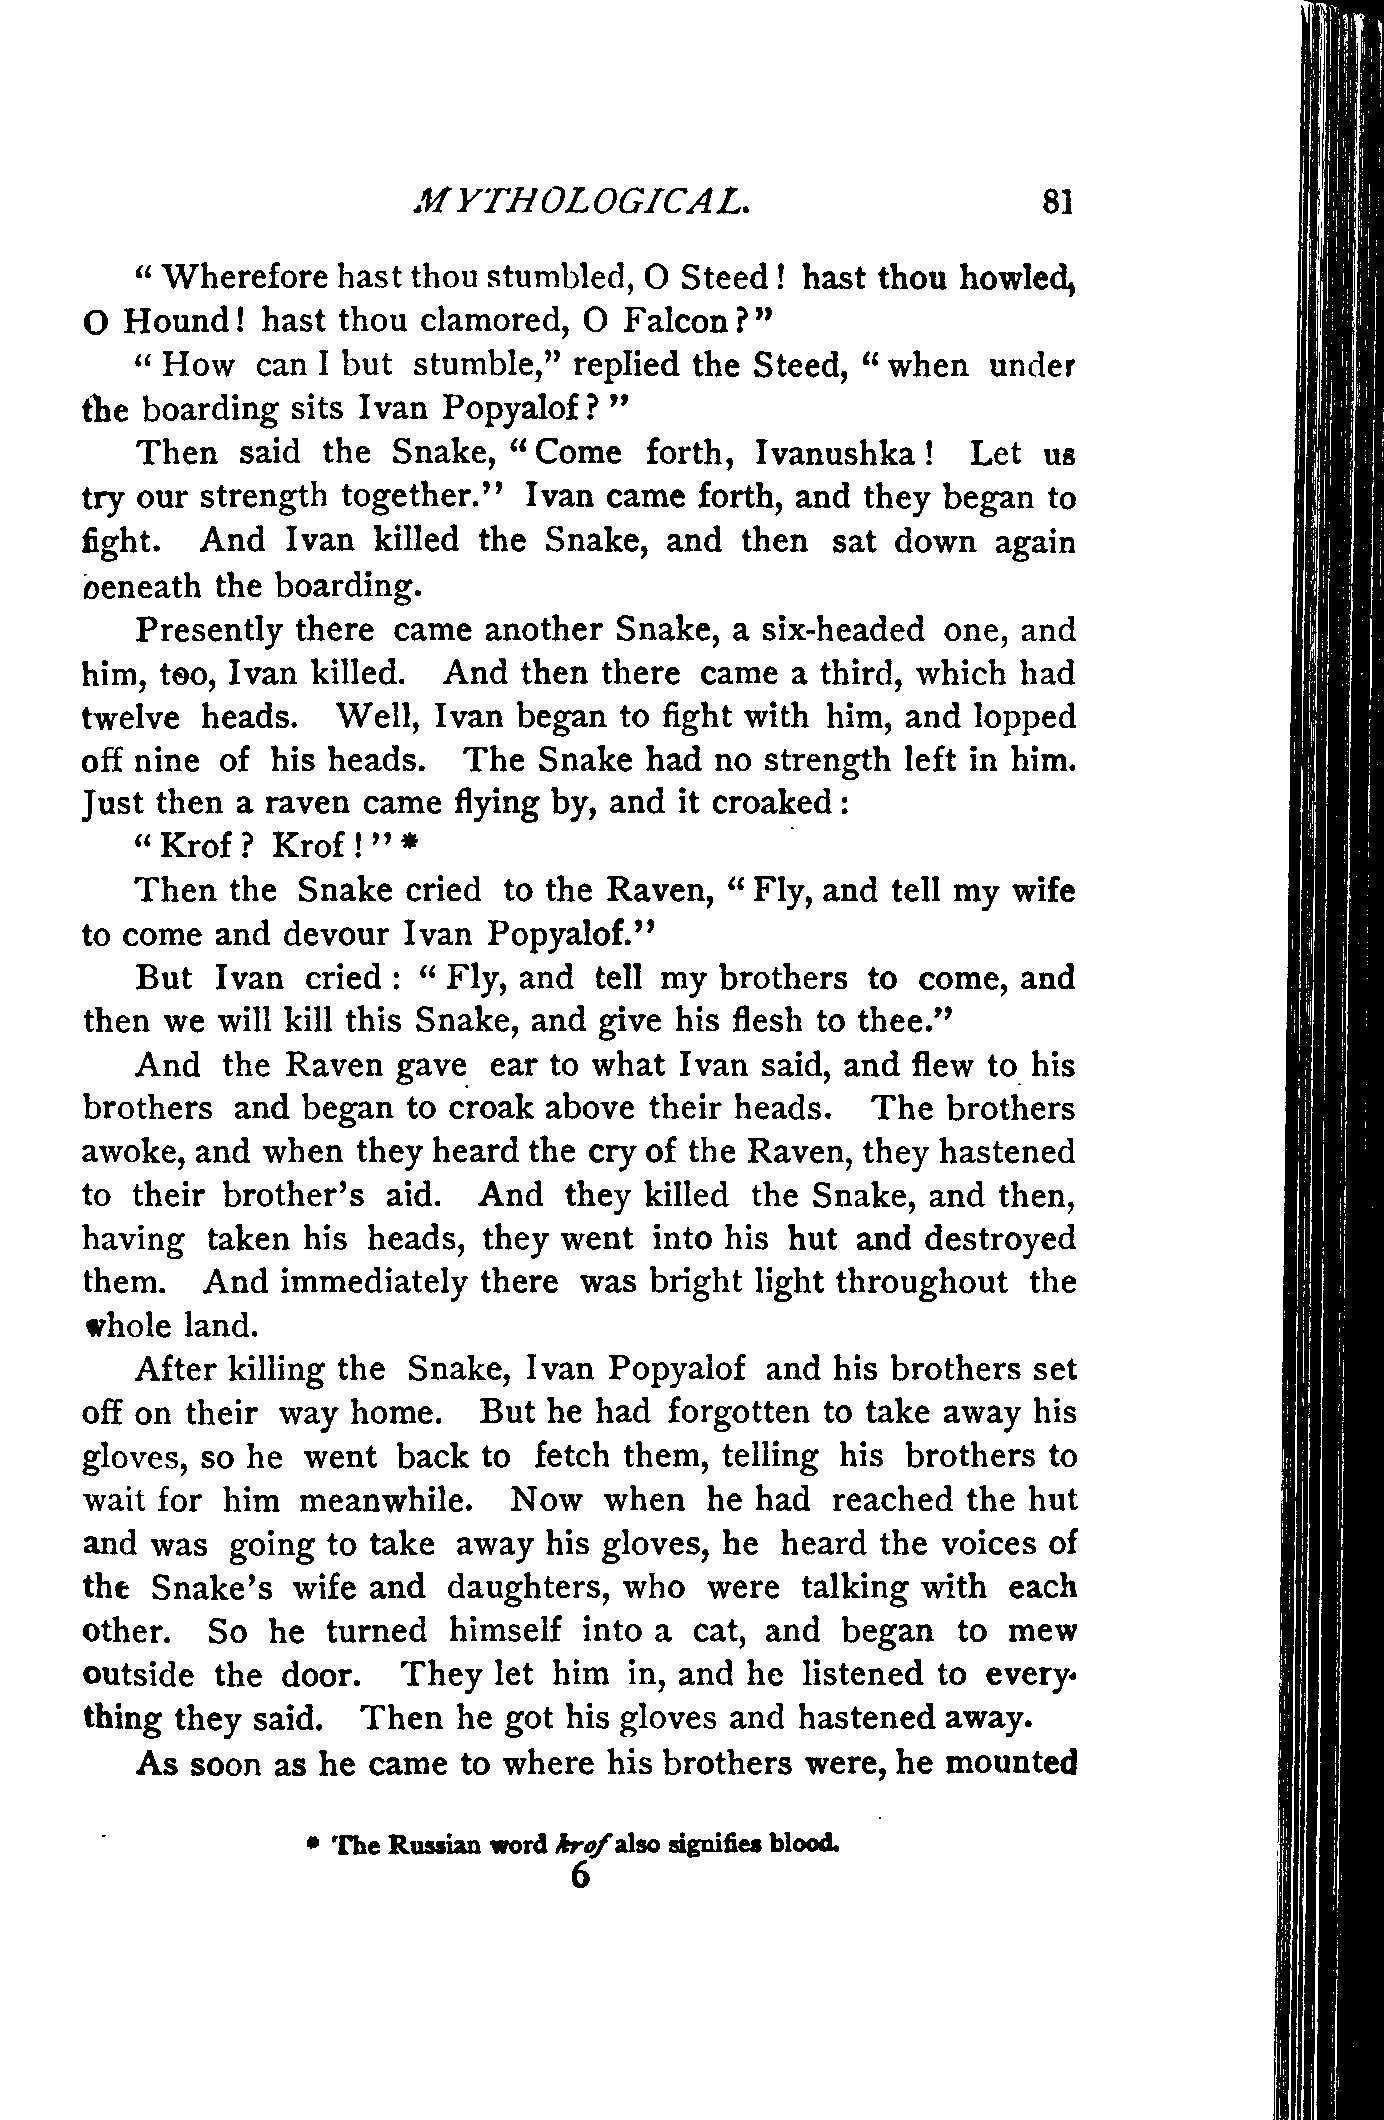 MYTHOLOGICAL. 81
“ Wherefore hast thou stumbled, O Steed ! hast thou howled,
O Hound! hast thou clamored, O Falcon?”
“ How can I but stumble,” replied the Steed, “ when under
the boarding sits Ivan Popyalof? ”
Then said the Snake, “ Come forth, Ivanushka ! Let us
try our strength together.” Ivan came forth, and they began to
fight. And Ivan killed the Snake, and then sat down again
beneath the boarding.
Presently there came another Snake, a six-headed one, and
him, too, Ivan killed. And then there came a third, which had
twelve heads. Well, Ivan began to fight with him, and lopped
off nine of his heads. The Snake had no strength left in him.
Just then a raven came flying by, and it croaked :
“ Krof ? Krof ! ” *
Then the Snake cried to the Raven, “ Fly, and tell my wife
to come and devour Ivan Popyalof.”
But Ivan cried : “ Fly, and tell my brothers to come, and
then we will kill this Snake, and give his flesh to thee.”
And the Raven gave ear to what Ivan said, and flew to his
brothers and began to croak above their heads. The brothers
awoke, and when they heard the cry of the Raven, they hastened
to their brother’s aid. And they killed the Snake, and then,
having taken his heads, they went into his hut and destroyed
them. And immediately there was bright light throughout the
whole land.
After killing the Snake, Ivan Popyalof and his brothers set
off on their way home. But he had forgotten to take away his
gloves, so he went back to fetch them, telling his brothers to
wait for him meanwhile. Now when he had reached the hut
and was going to take away his gloves, he heard the voices of
the Snake’s wife and daughters, who were talking with each
other. So he turned himself into a cat, and began to mew
outside the door. They let him in, and he listened to every-
thing they said. Then he got his gloves and hastened away.
As soon as he came to where his brothers were, he mounted
* The Russian word krof also signifies blood.
6